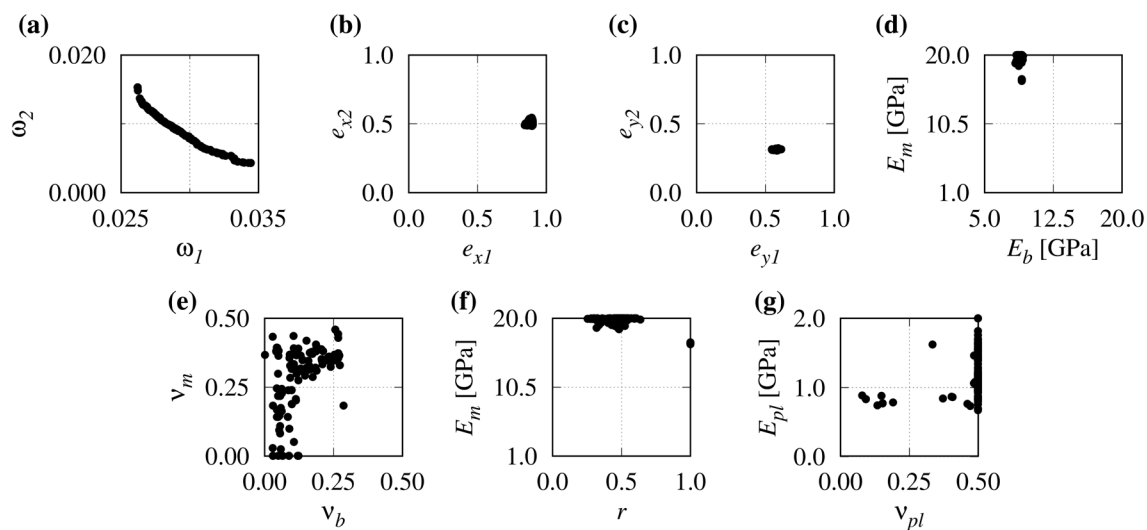 (a)
0.020
ω2
0.000
0.025
0.035
ω1
(b)
1.0
ex2
0.5
0.0
0.0
0.5
1.0
ex1
(c)
1.0
ey2
0.5
0.0
0.0
0.5
1.0
ey1
(d)
20.0
Em [GPa]
10.5
1.0
5.0
12.5
20.0
Eb [GPa]
(e)
0.50
νm
0.25
0.00
0.00
0.25
0.50
νb
(f)
20.0
Em [GPa]
10.5
1.0
0.0
0.5
1.0
r
(g)
2.0
Epl [GPa]
1.0
0.0
0.00
0.25
0.50
νpl